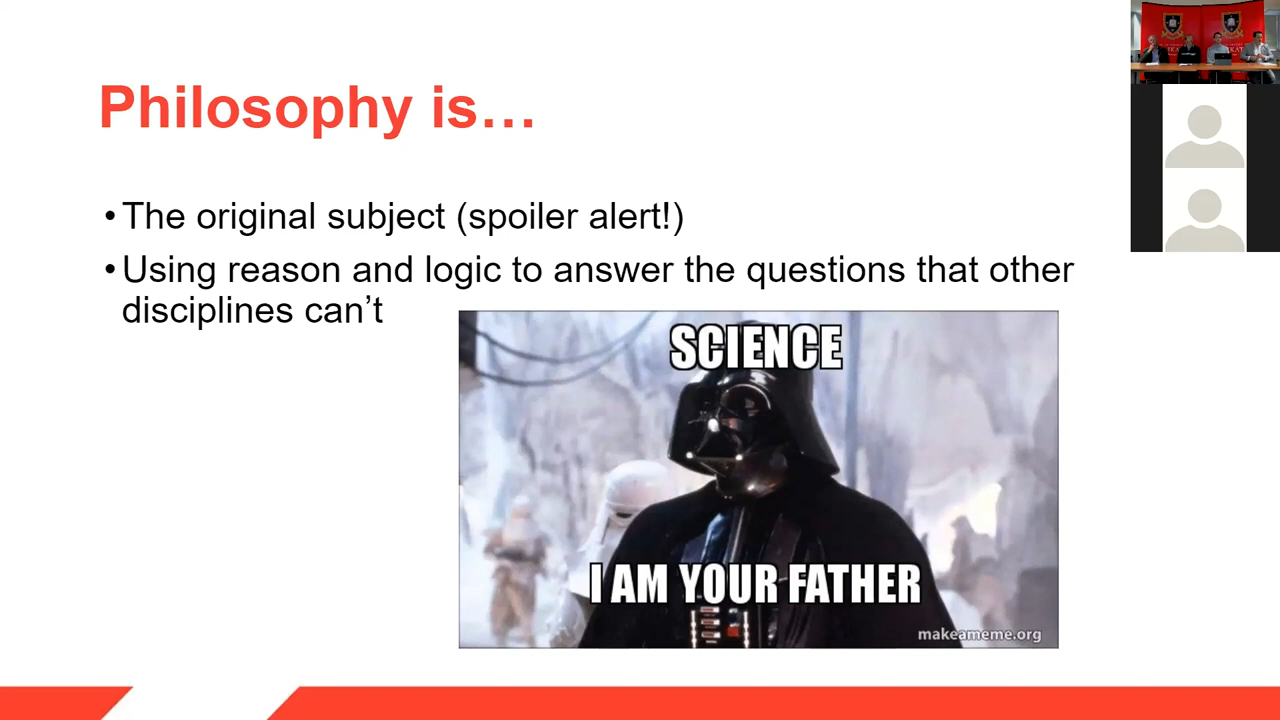 Philosophy is…
•The original subject (spoiler alert!)
•Using reason and logic to answer the questions that other
disciplines can’t
SCIENCE
I AM YOUR FATHER
makeameme.org